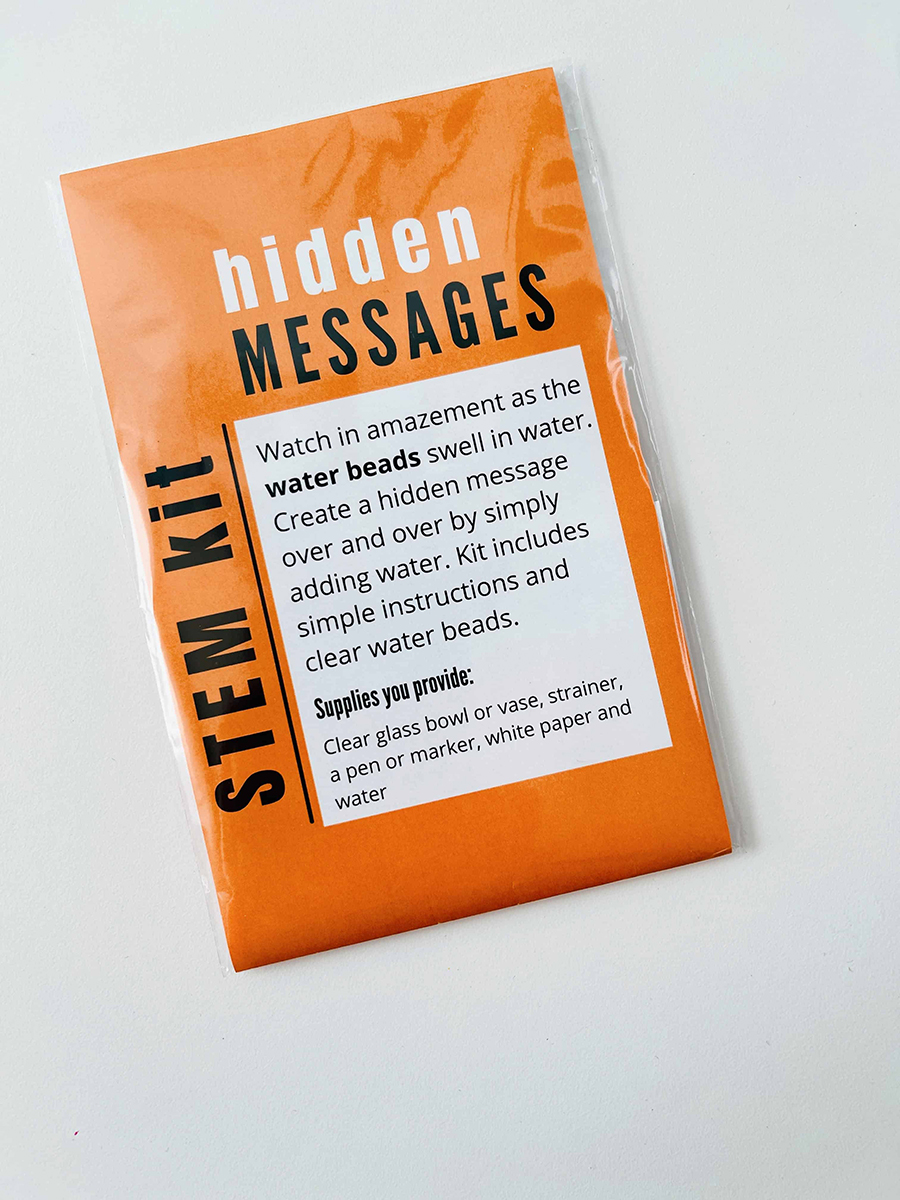 hidden
MESSAGES
STEM Kit
Watch in amazement as the
water beads swell in water.
Create a hidden message
over and over by simply
adding water. Kit includes
simple instructions and
clear water beads.
Supplies you provide:
Clear glass bowl or vase, strainer,
a pen or marker, white paper and
water